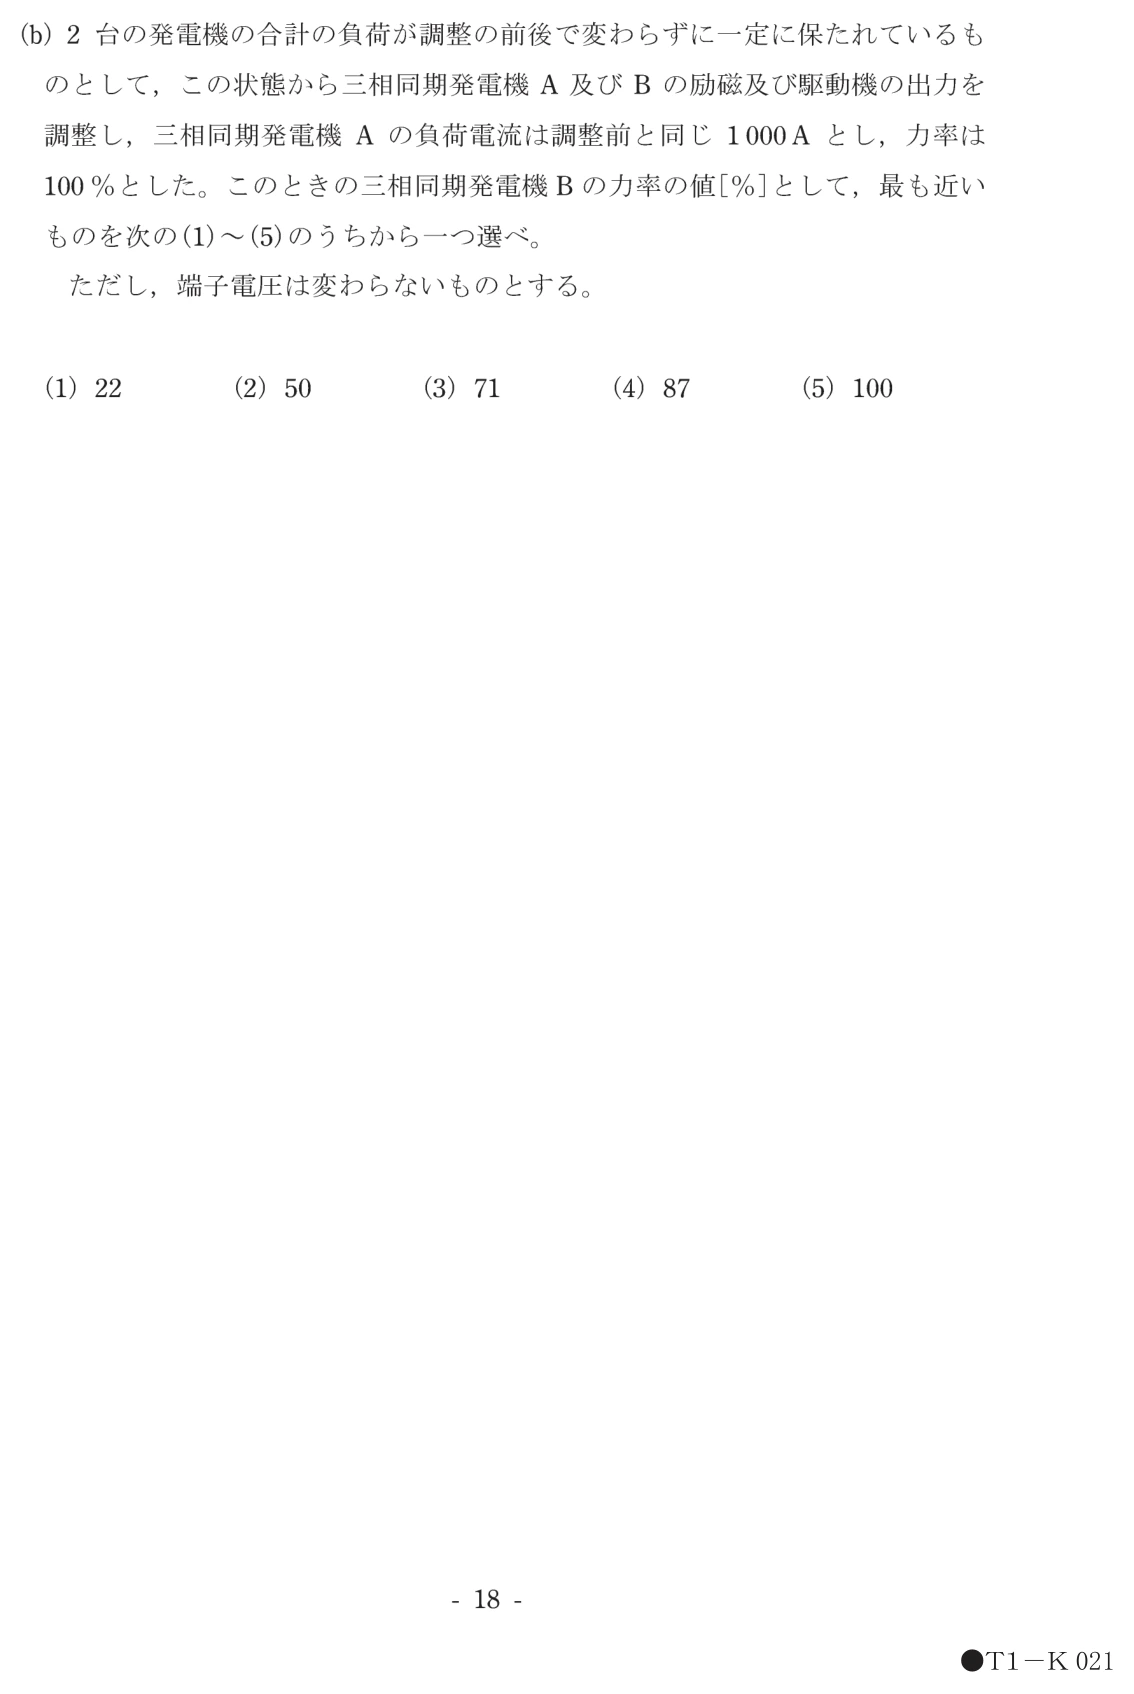 (b) 2 台の発電機の合計の負荷が調整の前後で変わらずに一定に保たれているも
のとして，この状態から三相同期発電機 A 及び B の励磁及び駆動機の出力を
調整し，三相同期発電機 A の負荷電流は調整前と同じ 1 000 A とし，力率は
100 %とした。このときの三相同期発電機 B の力率の値[%]として，最も近い
ものを次の(1)～(5)のうちから一つ選べ。
ただし，端子電圧は変わらないものとする。
(1) 22 (2) 50 (3) 71 (4) 87 (5) 100
- 18 -
●T1－K 021